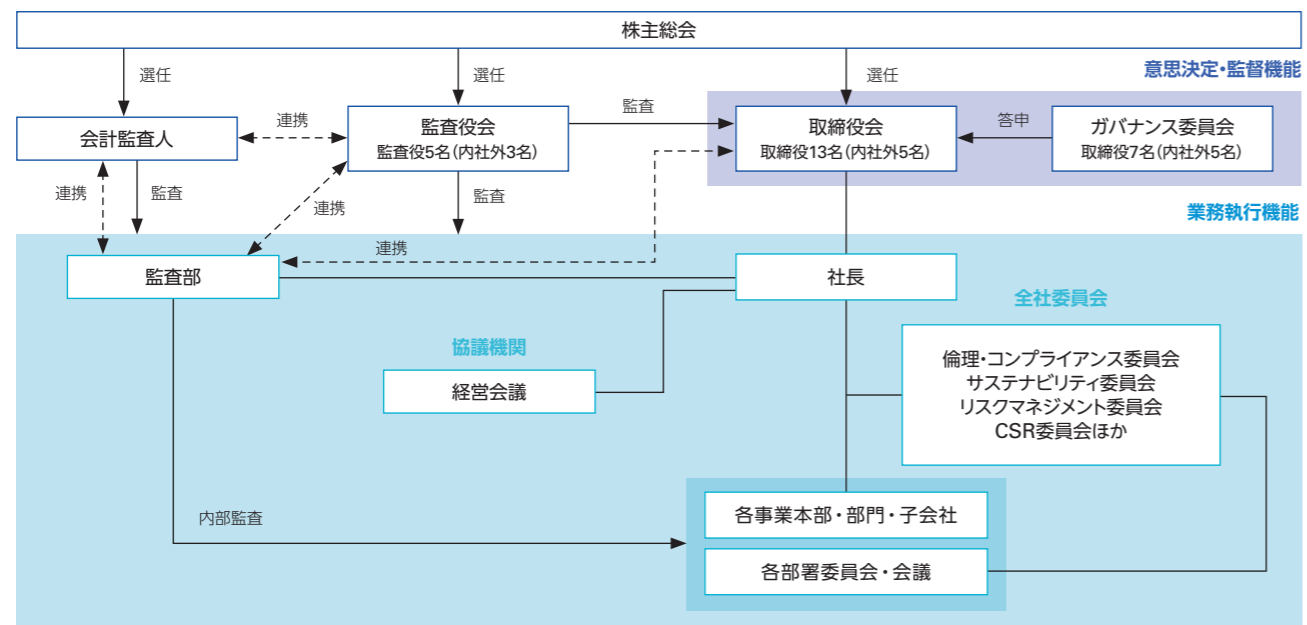 株主総会
選任
選任
選任
意思決定・監督機能
会計監査人
連携
監査役会
監査役5名(内社外3名)
監査
取締役会
取締役13名(内社外5名)
答申
ガバナンス委員会
取締役7名(内社外5名)
連携
監査
連携
監査
業務執行機能
連携
監査部
社長
全社委員会
協議機関
経営会議
倫理・コンプライアンス委員会
サステナビリティ委員会
リスクマネジメント委員会
CSR委員会ほか
内部監査
各事業本部・部門・子会社
各部署委員会・会議